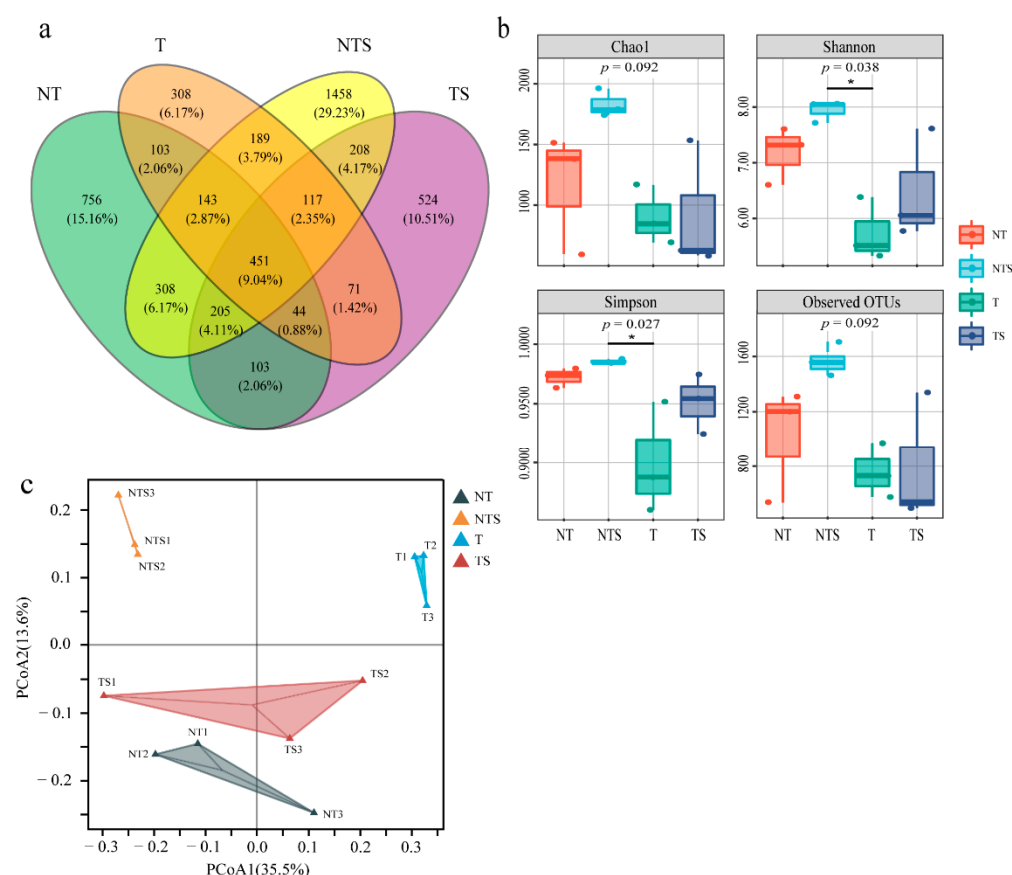 a
T
NTS
NT
TS
308
(6.17%)
1458
(29.23%)
103
(2.06%)
189
(3.79%)
208
(4.17%)
756
(15.16%)
143
(2.87%)
117
(2.35%)
524
(10.51%)
451
(9.04%)
308
(6.17%)
71
(1.42%)
205
(4.11%)
44
(0.88%)
103
(2.06%)
b
Chao1
p = 0.092
2000
1500
1000
Shannon
p = 0.038
*
8.00
7.00
6.00
Simpson
p = 0.027
*
1.0000
0.9500
0.9000
NT NTS T TS
Observed OTUs
p = 0.092
1600
1200
800
NT NTS T TS
NT
NTS
T
TS
c
NT
NTS
T
TS
NTS3
NTS1
NTS2
T1
T2
T3
TS1
TS2
TS3
NT1
NT2
NT3
PCoA2(13.6%)
0.2
0.1
0.0
− 0.1
− 0.2
− 0.3 − 0.2 − 0.1 0.0 0.1 0.2 0.3
PCoA1(35.5%)